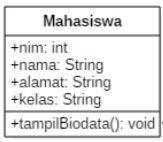 Mahasiswa
+nim: int
+nama: String
+alamat: String
+kelas: String
+tampilBiodata(): void